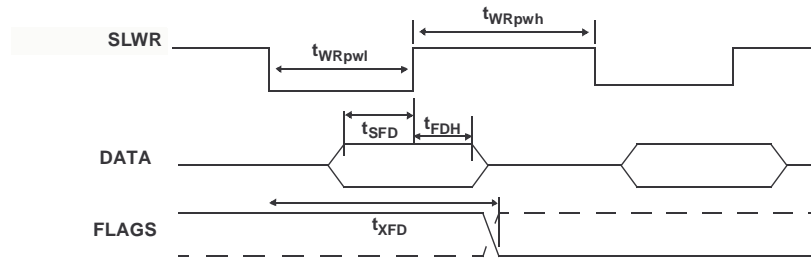 SLWR
tWRpwl
tWRpwh
tSFD
tFDH
DATA
FLAGS
tXFD